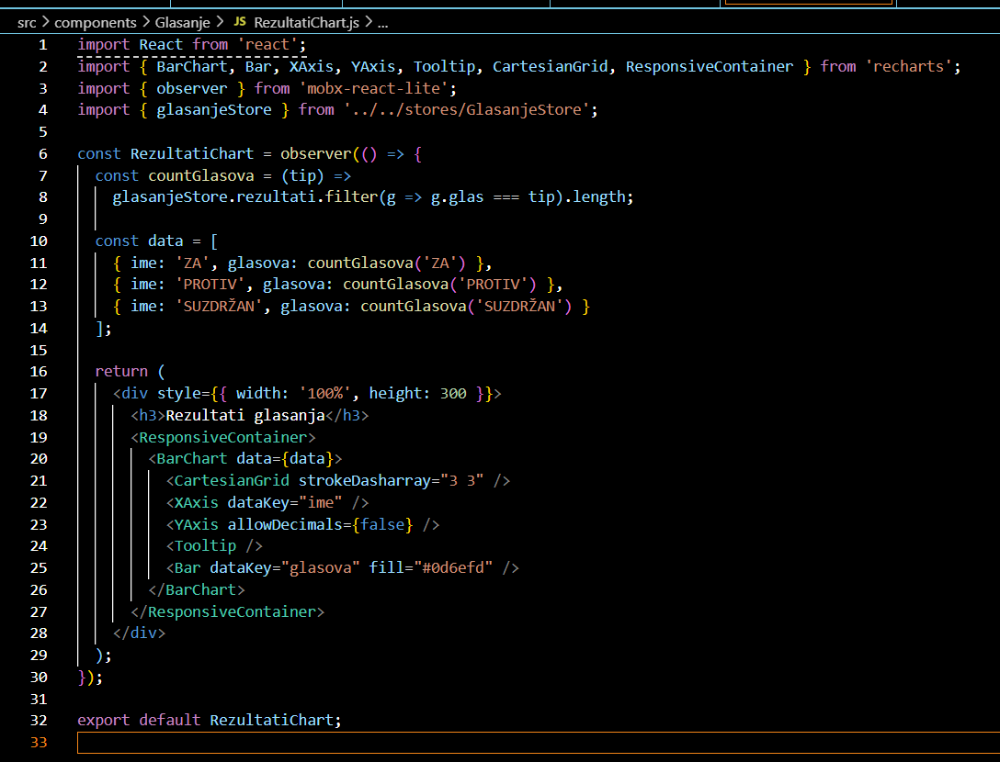 src > components > Glasanje > JS RezultatiChart.js > ...
1 import React from 'react';
2 import { BarChart, Bar, XAxis, YAxis, Tooltip, CartesianGrid, ResponsiveContainer } from 'recharts';
3 import { observer } from 'mobx-react-lite';
4 import { glasanjeStore } from '../../stores/GlasanjeStore';
5
6 const RezultatiChart = observer(() => {
7   const countGlasova = (tip) =>
8     glasanjeStore.rezultati.filter(g => g.glas === tip).length;
9
10   const data = [
11     { ime: 'ZA', glasova: countGlasova('ZA') },
12     { ime: 'PROTIV', glasova: countGlasova('PROTIV') },
13     { ime: 'SUZDRŽAN', glasova: countGlasova('SUZDRŽAN') }
14   ];
15
16   return (
17     <div style={{ width: '100%', height: 300 }}>
18       <h3>Rezultati glasanja</h3>
19       <ResponsiveContainer>
20         <BarChart data={data}>
21           <CartesianGrid strokeDasharray="3 3" />
22           <XAxis dataKey="ime" />
23           <YAxis allowDecimals={false} />
24           <Tooltip />
25           <Bar dataKey="glasova" fill="#0d6efd" />
26         </BarChart>
27       </ResponsiveContainer>
28     </div>
29   );
30 });
31
32 export default RezultatiChart;
33